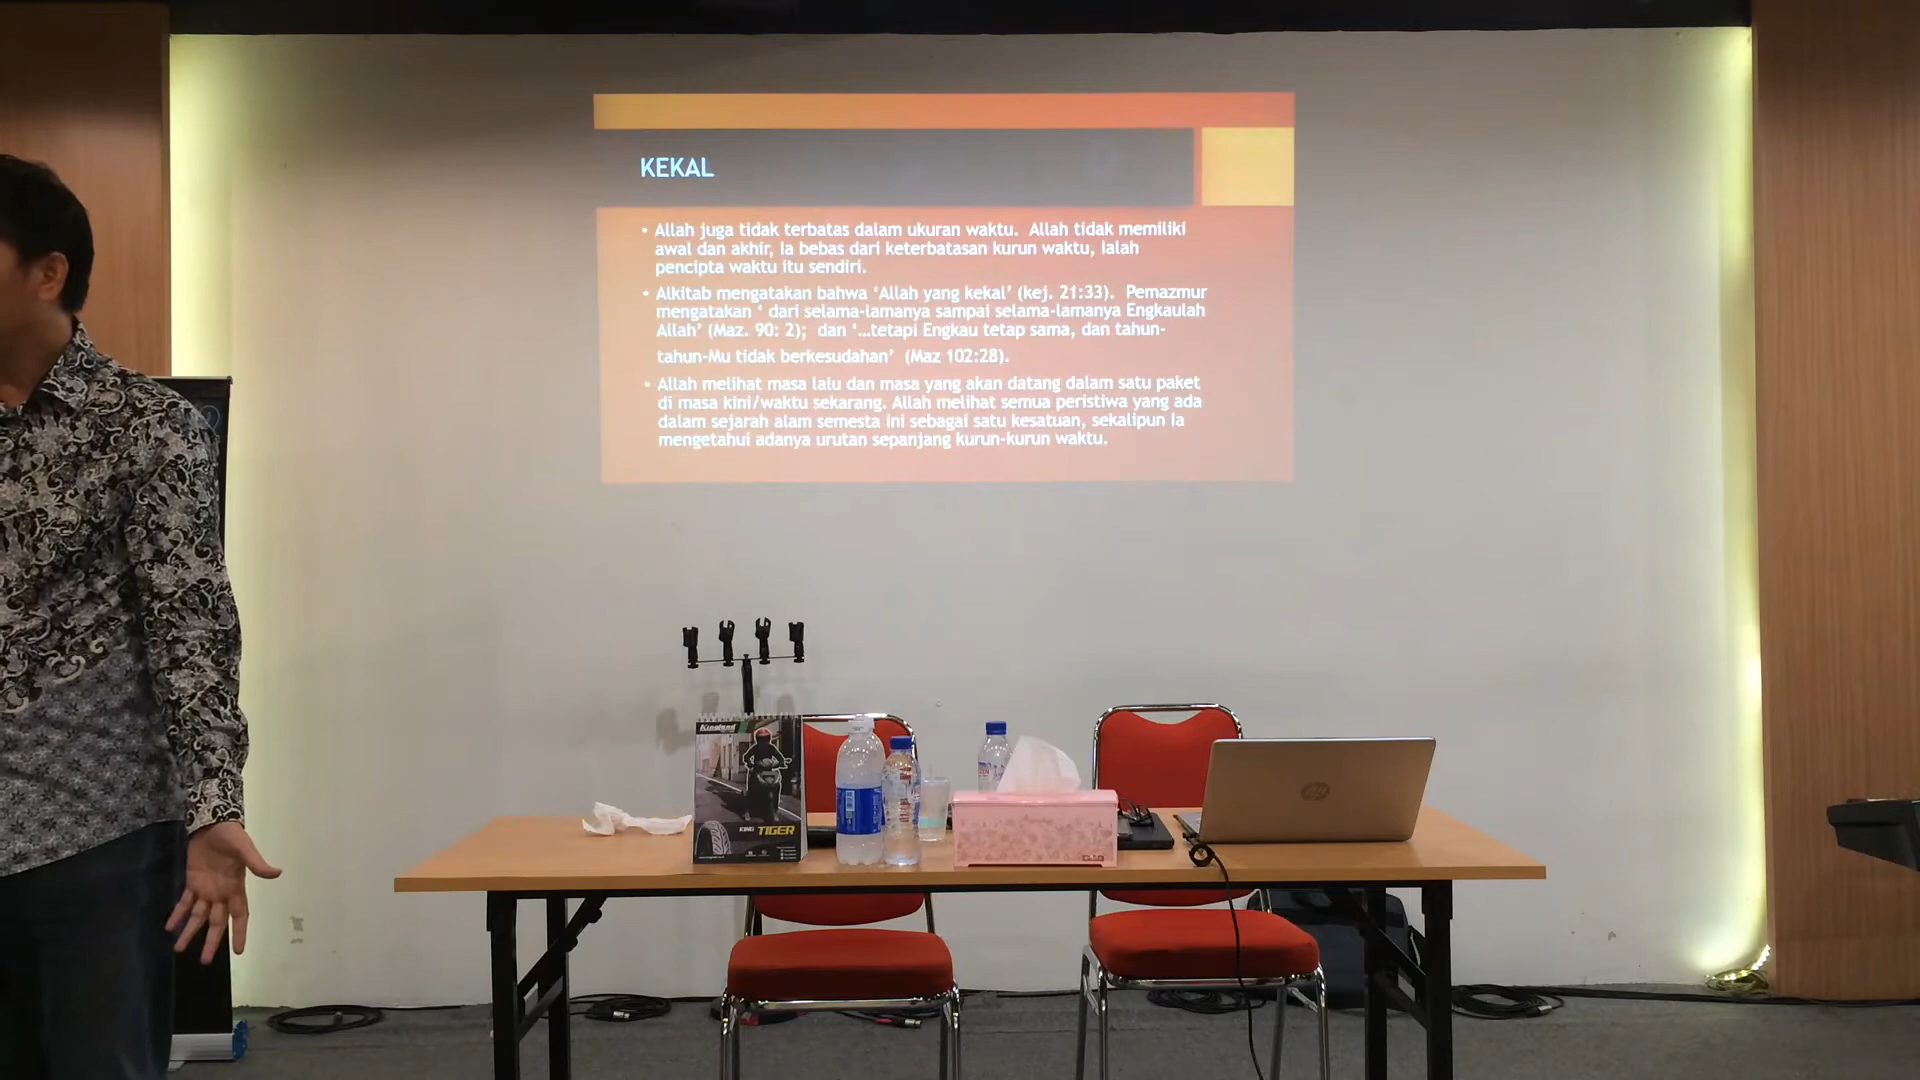 KEKAL
• Allah juga tidak terbatas dalam ukuran waktu. Allah tidak memiliki
awal dan akhir, Ia bebas dari keterbatasan kurun waktu, Ialah
pencipta waktu itu sendiri.
• Alkitab mengatakan bahwa ‘Allah yang kekal’ (kej. 21:33). Pemazmur
mengatakan ‘ dari selama-lamanya sampai selama-lamanya Engkaulah
Allah’ (Maz. 90: 2); dan ‘…tetapi Engkau tetap sama, dan tahun-
tahun-Mu tidak berkesudahan’ (Maz 102:28).
• Allah melihat masa lalu dan masa yang akan datang dalam satu paket
di masa kini/waktu sekarang. Allah melihat semua peristiwa yang ada
dalam sejarah alam semesta ini sebagai satu kesatuan, sekalipun Ia
mengetahui adanya urutan sepanjang kurun-kurun waktu.
Kingland
KING TIGER
hp